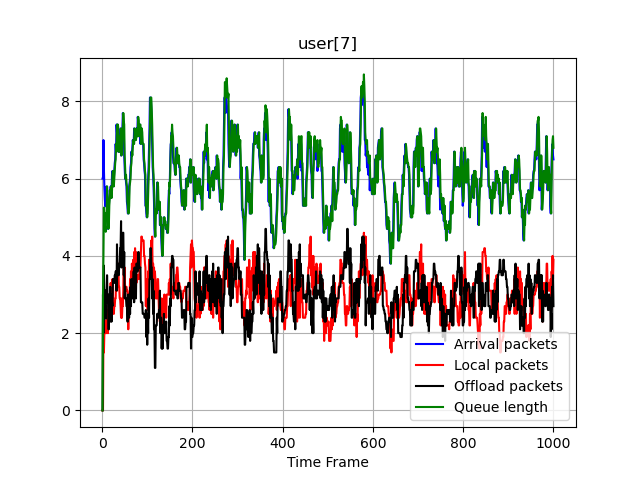 user[7]
8
6
4
2
0
Arrival packets
Local packets
Offload packets
Queue length
0 200 400 600 800 1000
Time Frame